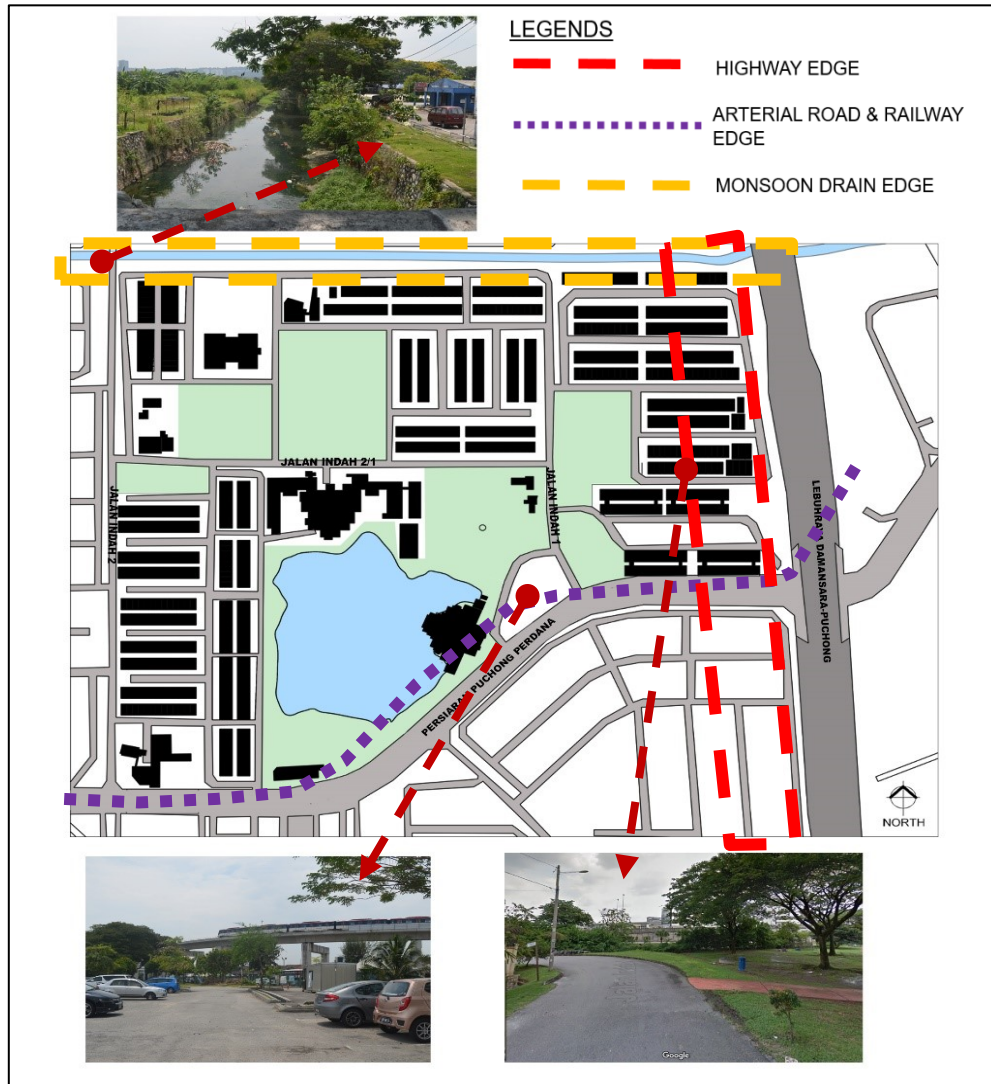 LEGENDS
HIGHWAY EDGE
ARTERIAL ROAD & RAILWAY
EDGE
MONSOON DRAIN EDGE
JALAN INDAH 2/1
JALAN INDAH 2
JALAN INDAH 1
LEBUHRAYA DAMANSARA-PUCHONG
PERSIARAN PUCHONG PERDANA
NORTH
Google